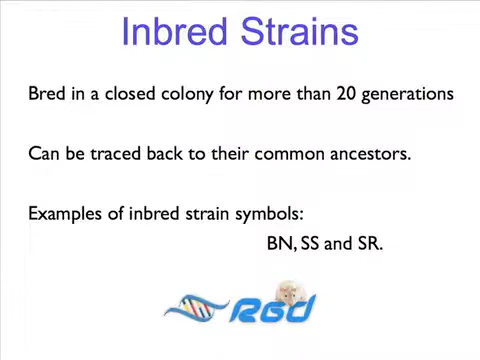 Inbred Strains
Bred in a closed colony for more than 20 generations
Can be traced back to their common ancestors.
Examples of inbred strain symbols:
BN, SS and SR.
RGD